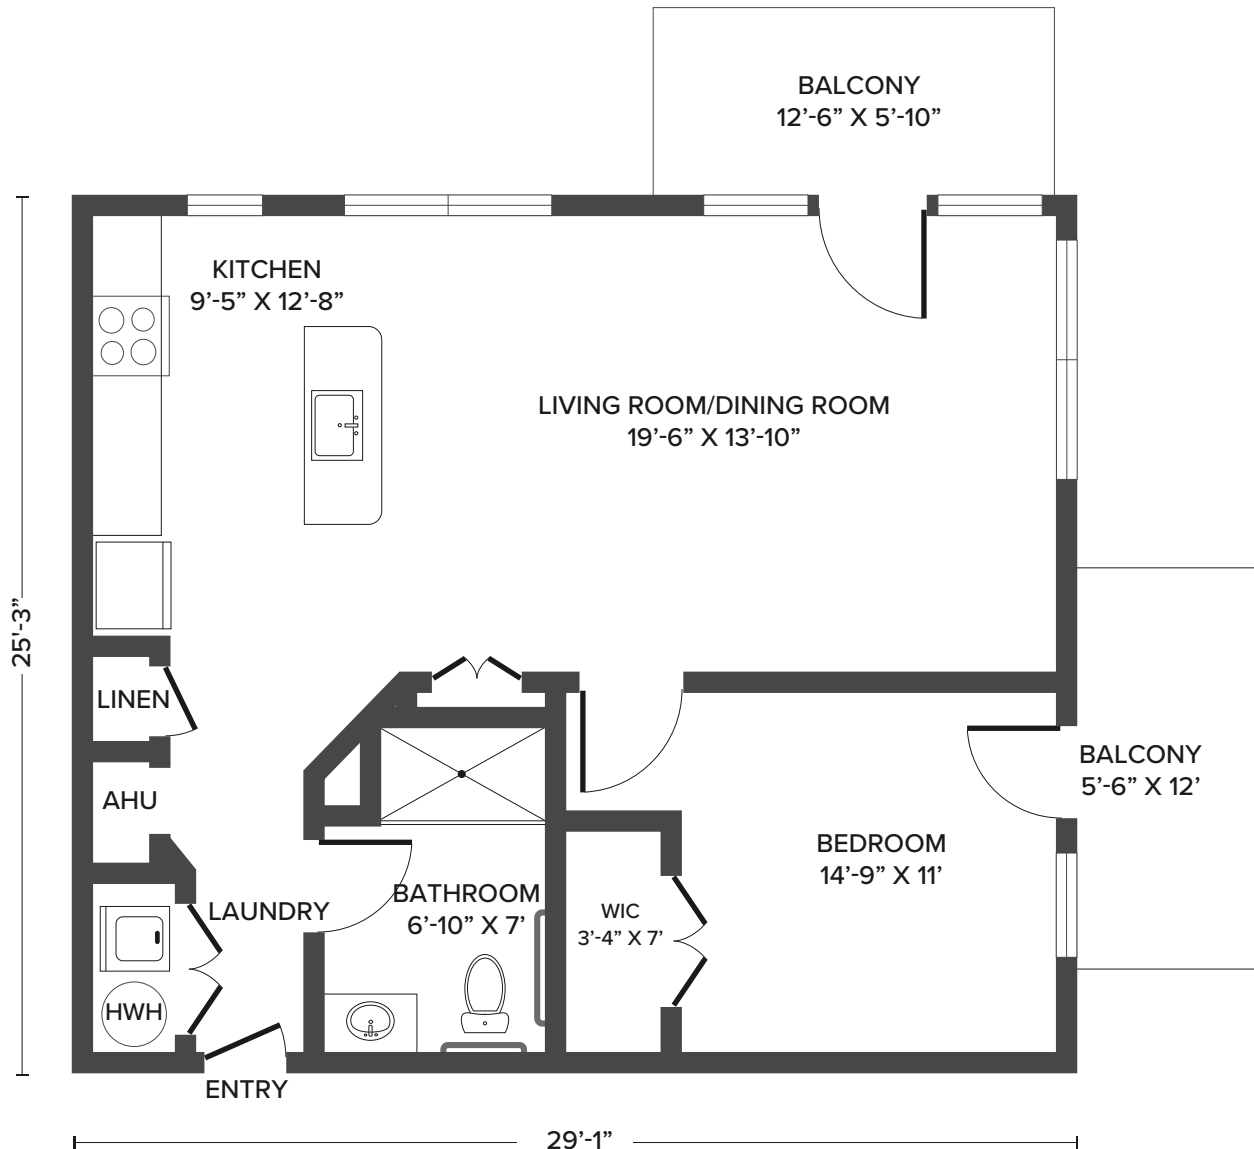 BALCONY
12’-6” X 5’-10”
KITCHEN
9’-5” X 12’-8”
LIVING ROOM/DINING ROOM
19’-6” X 13’-10”
25'-3”
LINEN
AHU
BALCONY
5’-6” X 12’
BEDROOM
14’-9” X 11’
LAUNDRY
BATHROOM
6’-10” X 7’
WIC
3’-4” X 7’
HWH
ENTRY
29’-1”